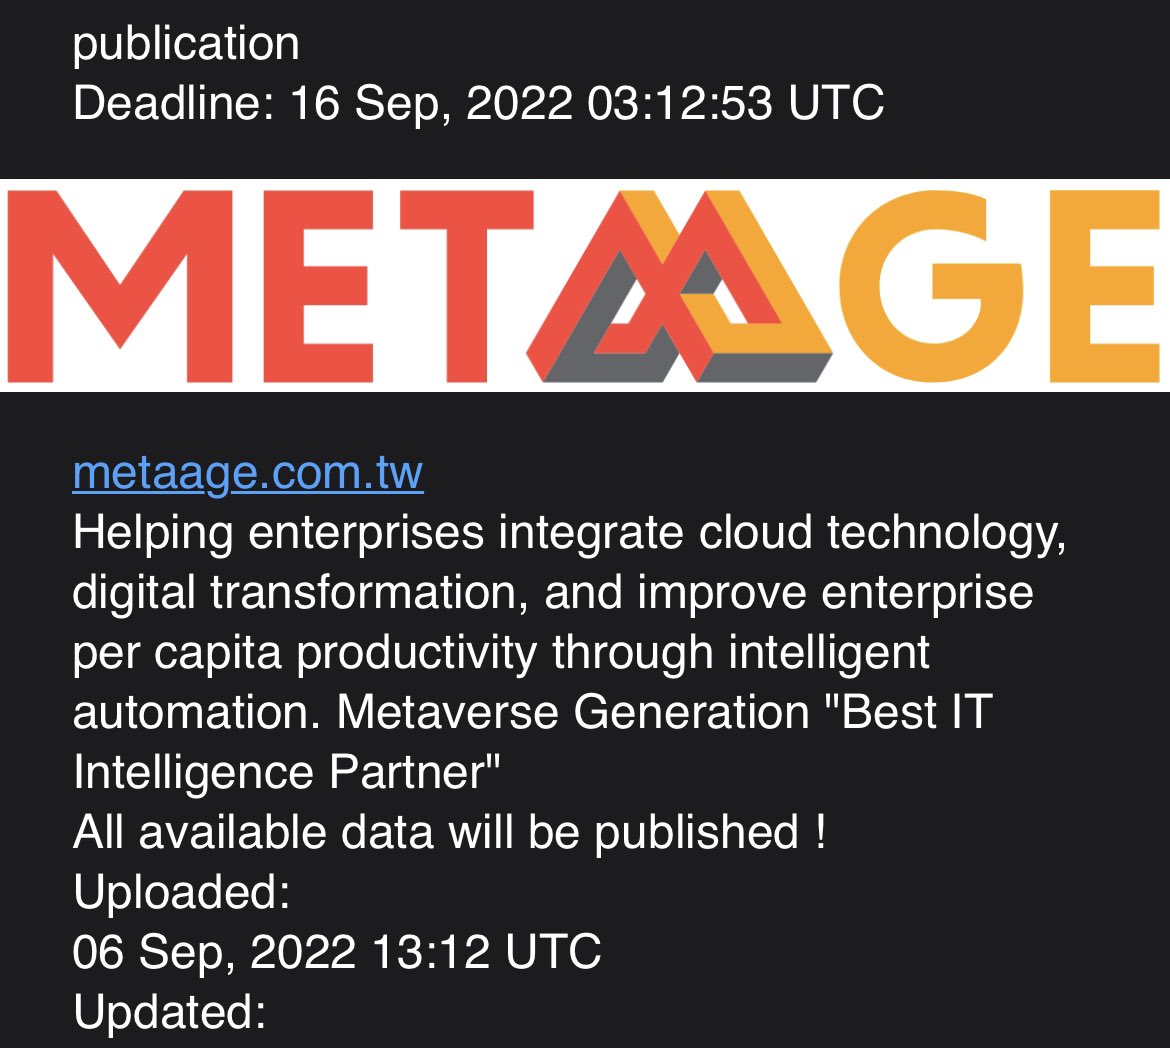 publication
Deadline: 16 Sep, 2022 03:12:53 UTC
METAAGE
metaage.com.tw
Helping enterprises integrate cloud technology,
digital transformation, and improve enterprise
per capita productivity through intelligent
automation. Metaverse Generation "Best IT
Intelligence Partner"
All available data will be published !
Uploaded:
06 Sep, 2022 13:12 UTC
Updated: